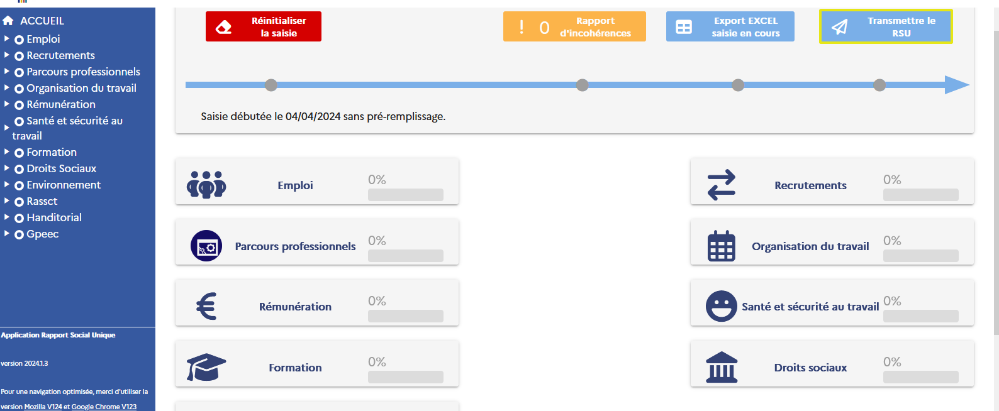 ACCUEIL
Emploi
Recrutements
Parcours professionnels
Organisation du travail
Rémunération
Santé et sécurité au
travail
Formation
Droits Sociaux
Environnement
Rassct
Handitorial
Gpeec
Application Rapport Social Unique
version 2024.1.3
Pour une navigation optimisée, merci d'utiliser la
version Mozilla V124 et Google Chrome V123
Réinitialiser
la saisie
! 0 Rapport
d'incohérences
Export EXCEL
saisie en cours
Transmettre le
RSU
Saisie débutée le 04/04/2024 sans pré-remplissage.
Emploi 0%
Recrutements 0%
Parcours professionnels 0%
Organisation du travail 0%
Rémunération 0%
Santé et sécurité au travail 0%
Formation 0%
Droits sociaux 0%